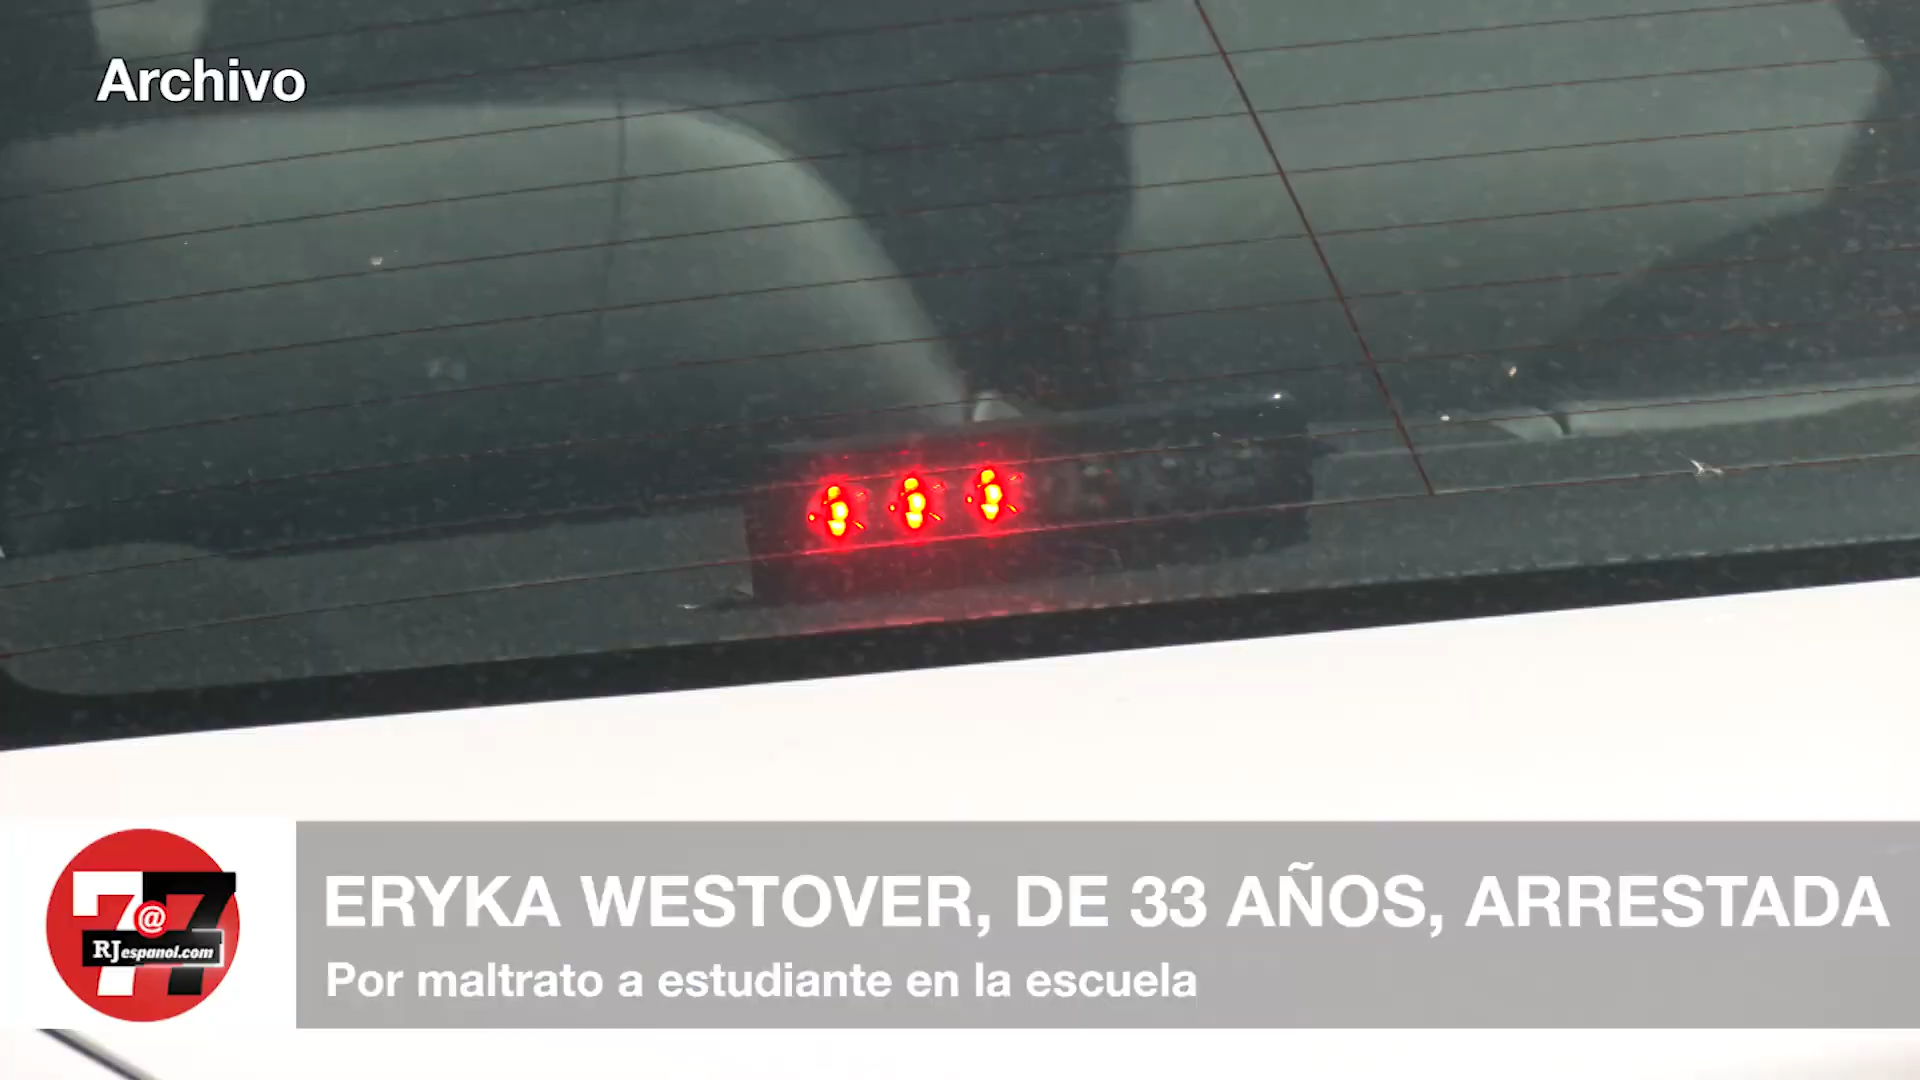 Archivo
ERYKA WESTOVER, DE 33 AÑOS, ARRESTADA
Por maltrato a estudiante en la escuela
7@7
RJespanol.com